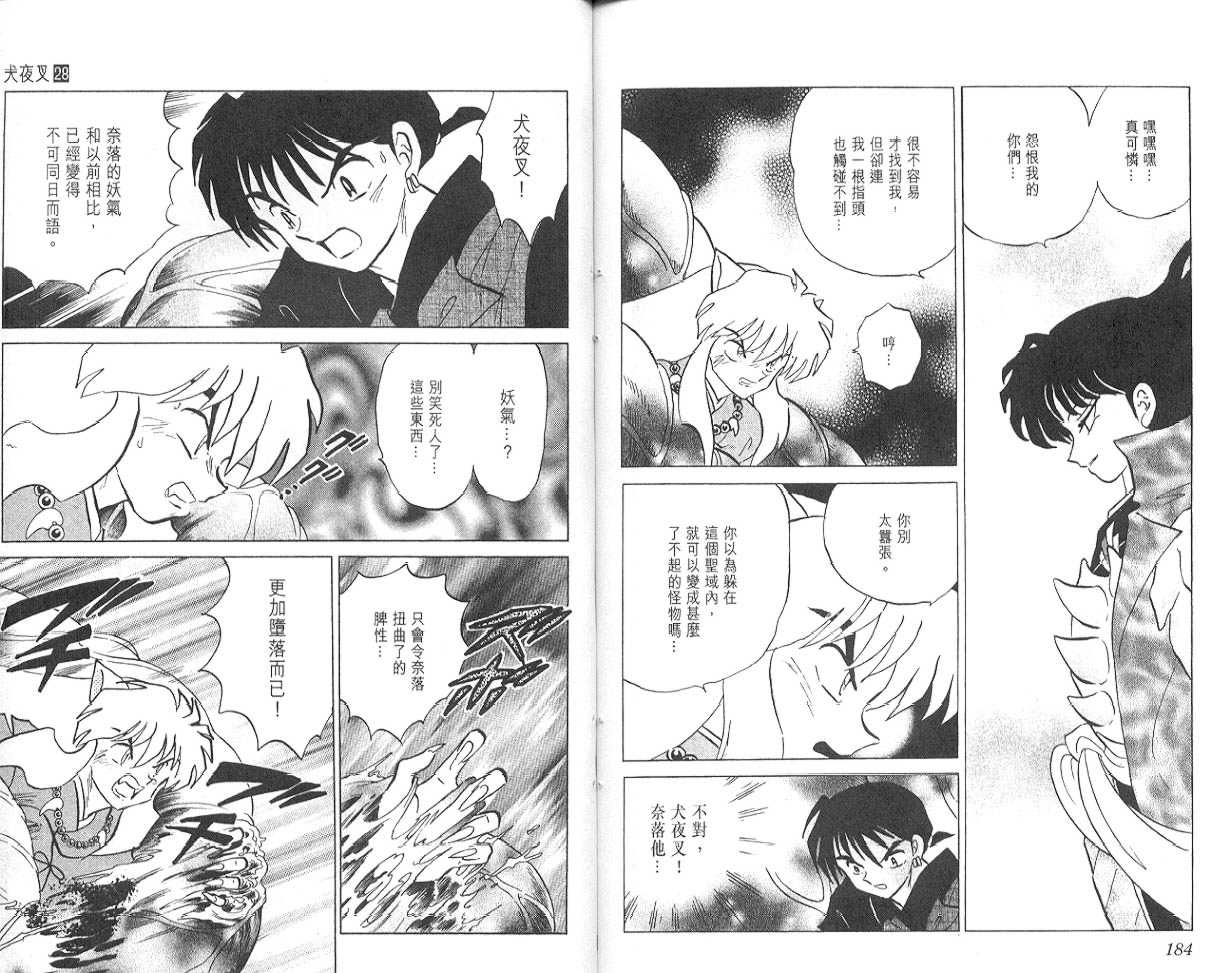 嘿嘿嘿…
真可憐…
怨恨我的
你們…
很不容易
才找到我，
但卻連
我一根指頭
也觸碰不到…
哼…
你別
太囂張。
你以為躲在
這個聖域內，
就可以變成甚麼
了不起的怪物嗎…
不對，
犬夜叉！
奈落他…
184
犬夜叉 28
犬夜叉！
奈落的妖氣
和以前相比，
已經變得
不可同日而語。
妖氣…？
別笑死人了…
這些東西…
…ググ
只會令奈落
扭曲了的
脾性…
更加墮落而已！